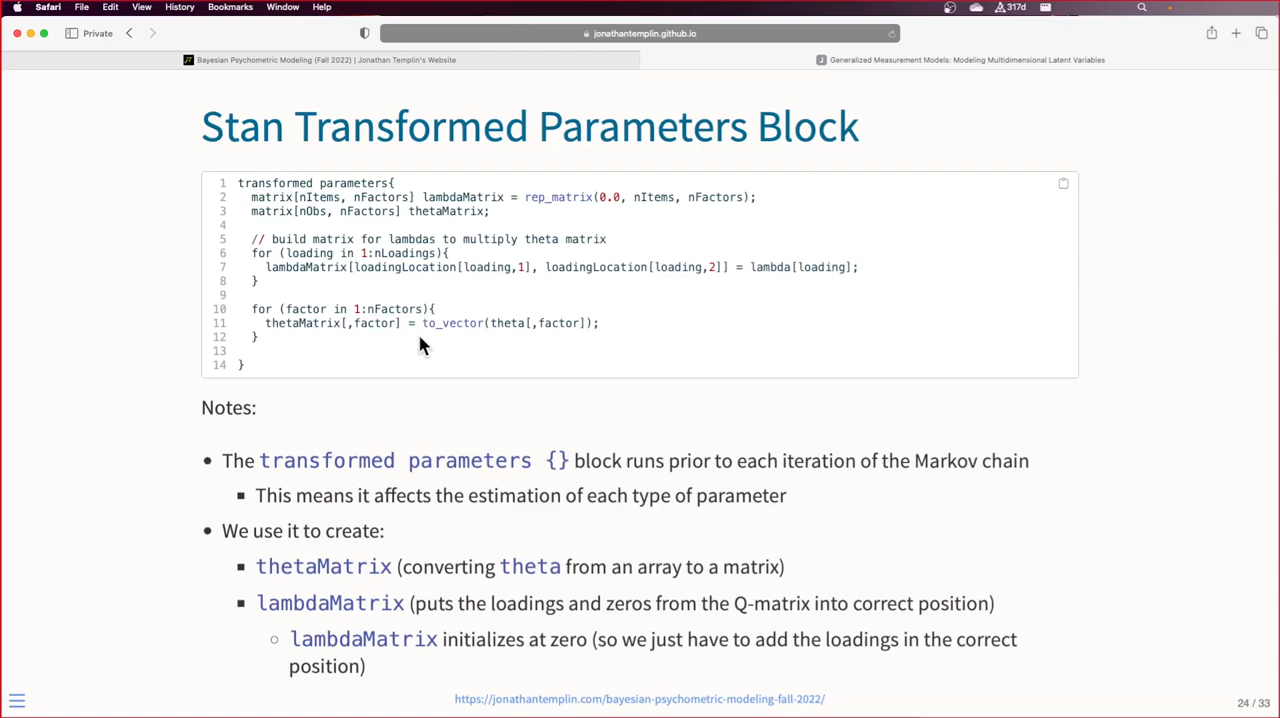 Safari File Edit View History Bookmarks Window Help 317d
Private jonathantemplin.github.io
Bayesian Psychometric Modeling (Fall 2022) | Jonathan Templin's Website
J Generalized Measurement Models: Modeling Multidimensional Latent Variables
Stan Transformed Parameters Block
1 transformed parameters{
2 matrix[nItems, nFactors] lambdaMatrix = rep_matrix(0.0, nItems, nFactors);
3 matrix[nObs, nFactors] thetaMatrix;
4
5 // build matrix for lambdas to multiply theta matrix
6 for (loading in 1:nLoadings){
7 lambdaMatrix[loadingLocation[loading,1], loadingLocation[loading,2]] = lambda[loading];
8 }
9
10 for (factor in 1:nFactors){
11 thetaMatrix[,factor] = to_vector(theta[,factor]);
12 }
13
14 }
Notes:
• The transformed parameters {} block runs prior to each iteration of the Markov chain
▪ This means it affects the estimation of each type of parameter
• We use it to create:
▪ thetaMatrix (converting theta from an array to a matrix)
▪ lambdaMatrix (puts the loadings and zeros from the Q-matrix into correct position)
○ lambdaMatrix initializes at zero (so we just have to add the loadings in the correct
position)
https://jonathantemplin.com/bayesian-psychometric-modeling-fall-2022/
24 / 33